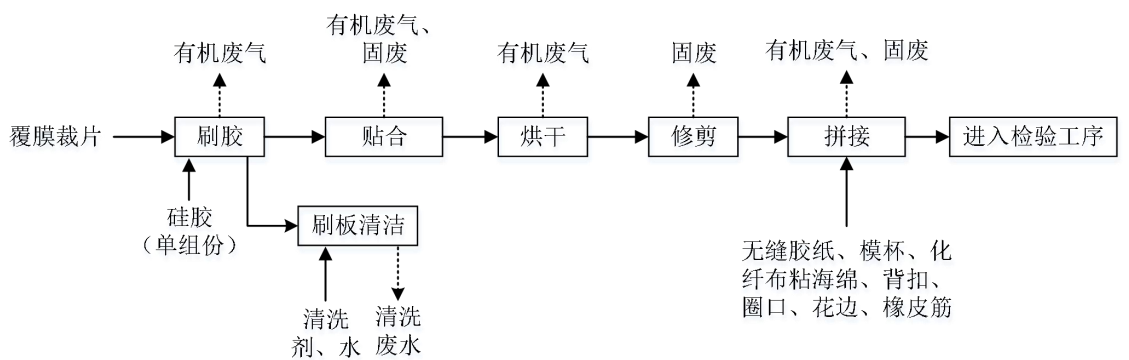 有机废气
有机废气、
固废
有机废气
固废
有机废气、固废
覆膜裁片
刷胶
贴合
烘干
修剪
拼接
进入检验工序
硅胶
（单组份）
刷板清洁
清洗
剂、水
清洗
废水
无缝胶纸、模杯、化
纤布粘海绵、背扣、
圈口、花边、橡皮筋